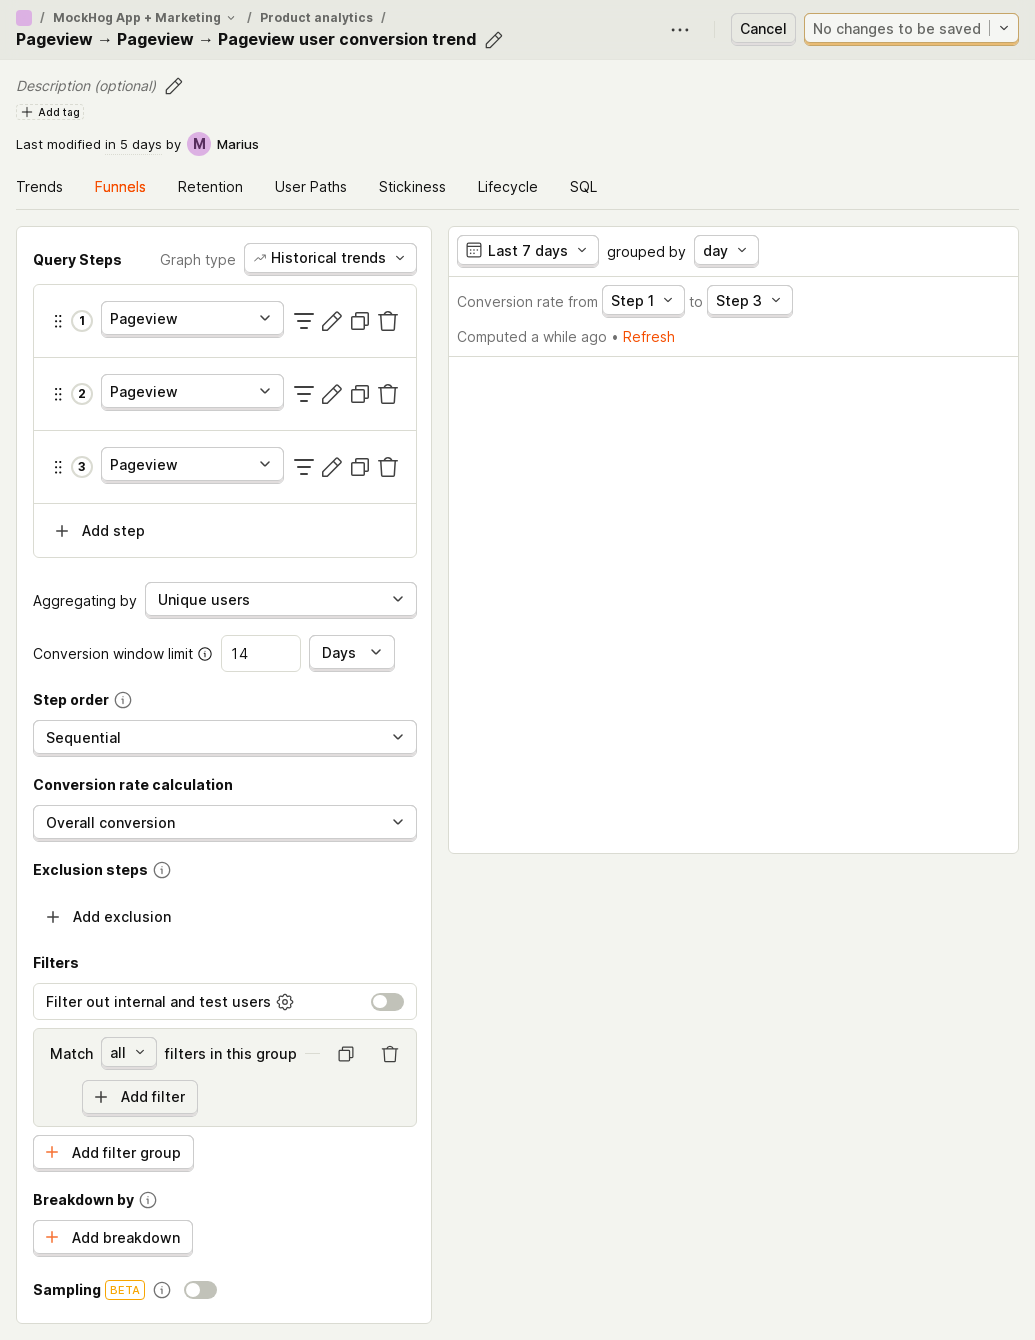 / MockHog App + Marketing / Product analytics /
Pageview → Pageview → Pageview user conversion trend
Cancel
No changes to be saved
Description (optional)
Add tag
Last modified in 5 days by M Marius
Trends Funnels Retention User Paths Stickiness Lifecycle SQL
Query Steps Graph type Historical trends
1 Pageview
2 Pageview
3 Pageview
Add step
Aggregating by Unique users
Conversion window limit 14 Days
Step order
Sequential
Conversion rate calculation
Overall conversion
Exclusion steps
Add exclusion
Filters
Filter out internal and test users
Match all filters in this group
Add filter
Add filter group
Breakdown by
Add breakdown
Sampling BETA
Last 7 days grouped by day
Conversion rate from Step 1 to Step 3
Computed a while ago • Refresh